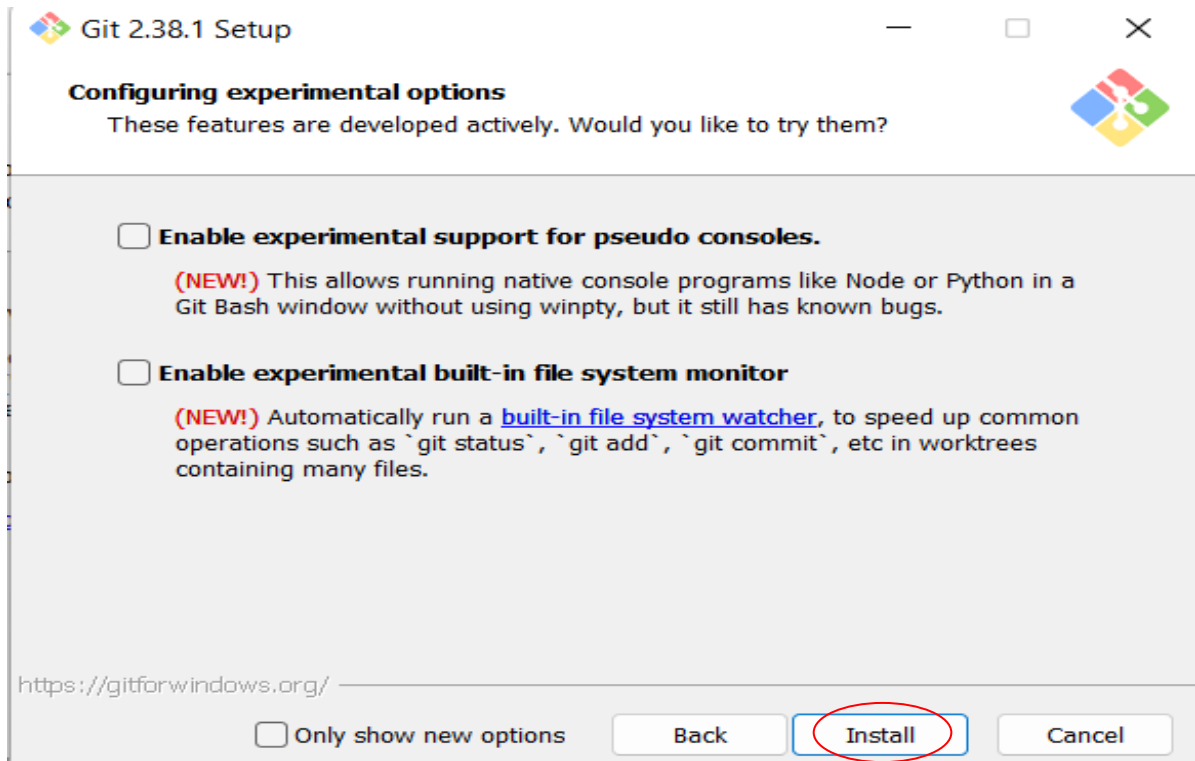 Git 2.38.1 Setup
Configuring experimental options
These features are developed actively. Would you like to try them?
Enable experimental support for pseudo consoles.
(NEW!) This allows running native console programs like Node or Python in a
Git Bash window without using winpty, but it still has known bugs.
Enable experimental built-in file system monitor
(NEW!) Automatically run a built-in file system watcher, to speed up common
operations such as `git status`, `git add`, `git commit`, etc in worktrees
containing many files.
https://gitforwindows.org/
Only show new options
Back
Install
Cancel